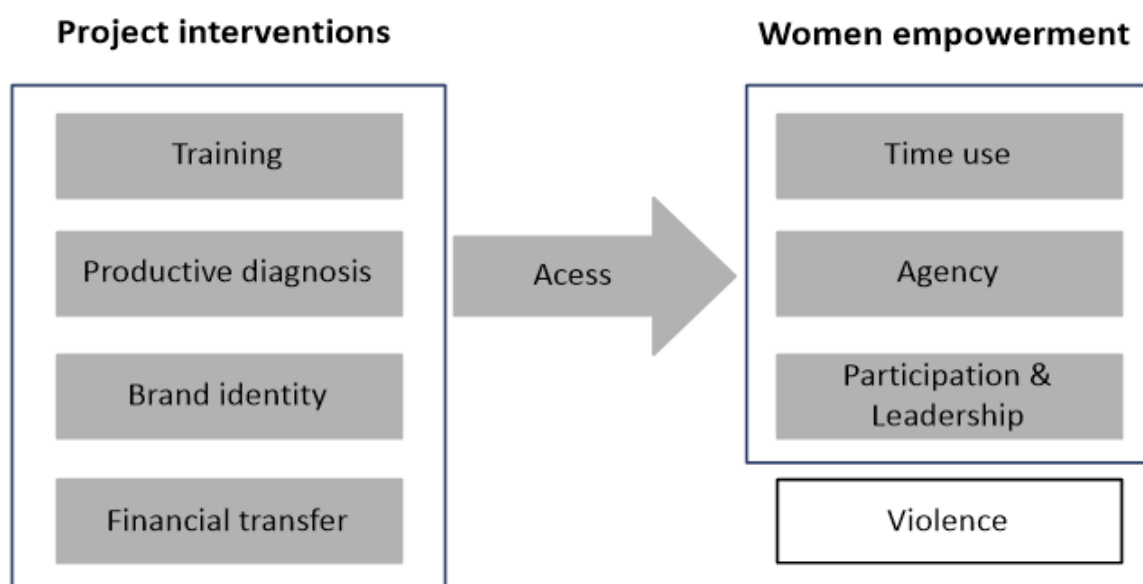 Project interventions
Training
Productive diagnosis
Brand identity
Financial transfer
Acess
Women empowerment
Time use
Agency
Participation &
Leadership
Violence